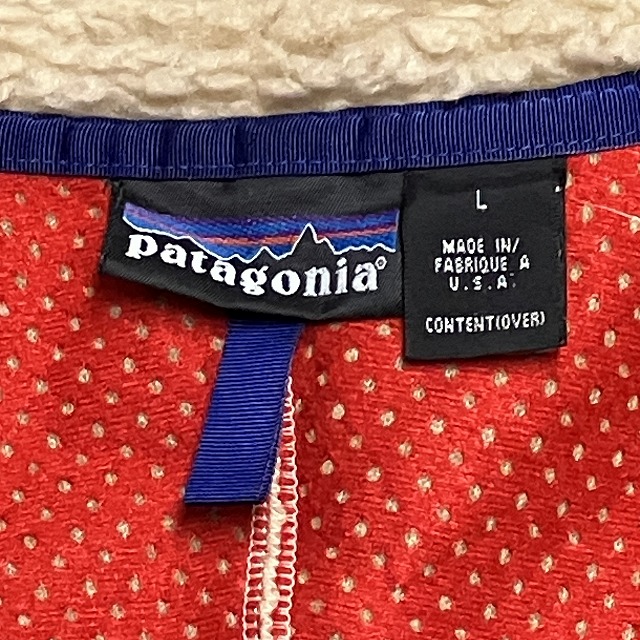 patagonia®
L
MADE IN/
FABRIQUE A
U.S.A.
CONTENT(OVER)